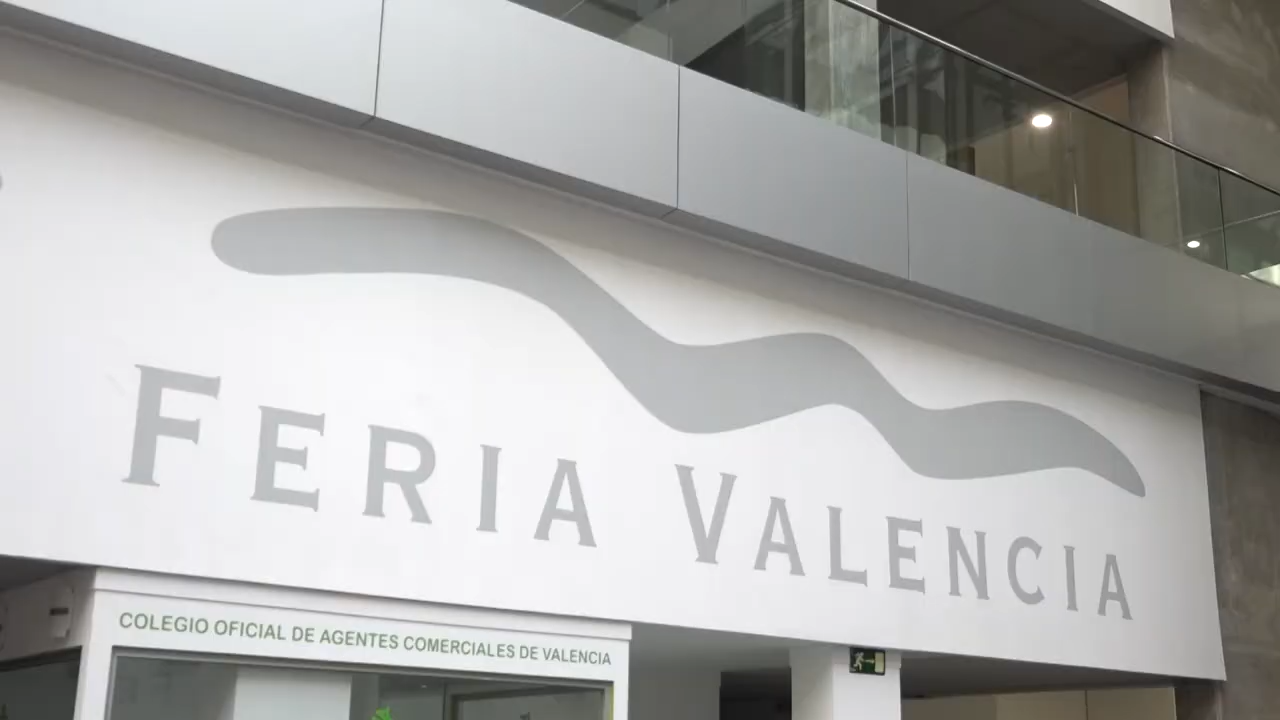 FERIA VALENCIA
COLEGIO OFICIAL DE AGENTES COMERCIALES DE VALENCIA